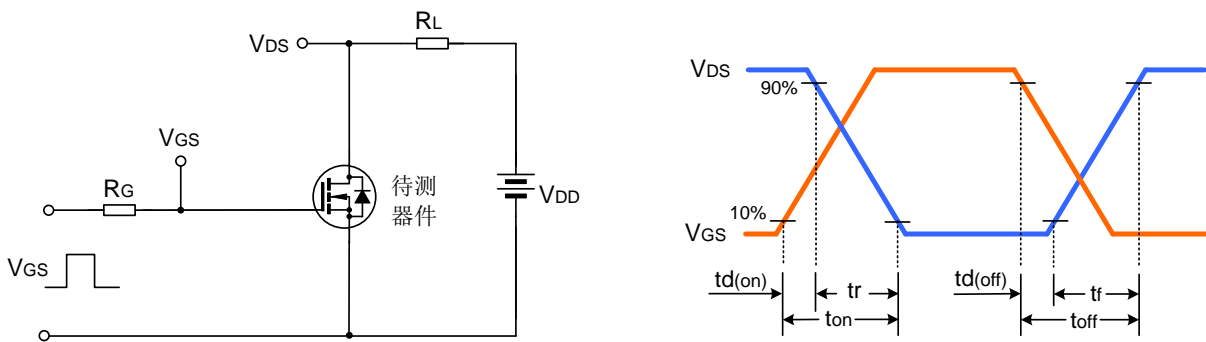 RL
VDS
VGS
RG
待测
器件
VDD
VGS
VDS
90%
10%
VGS
td(on)
tr
td(off)
tf
ton
toff